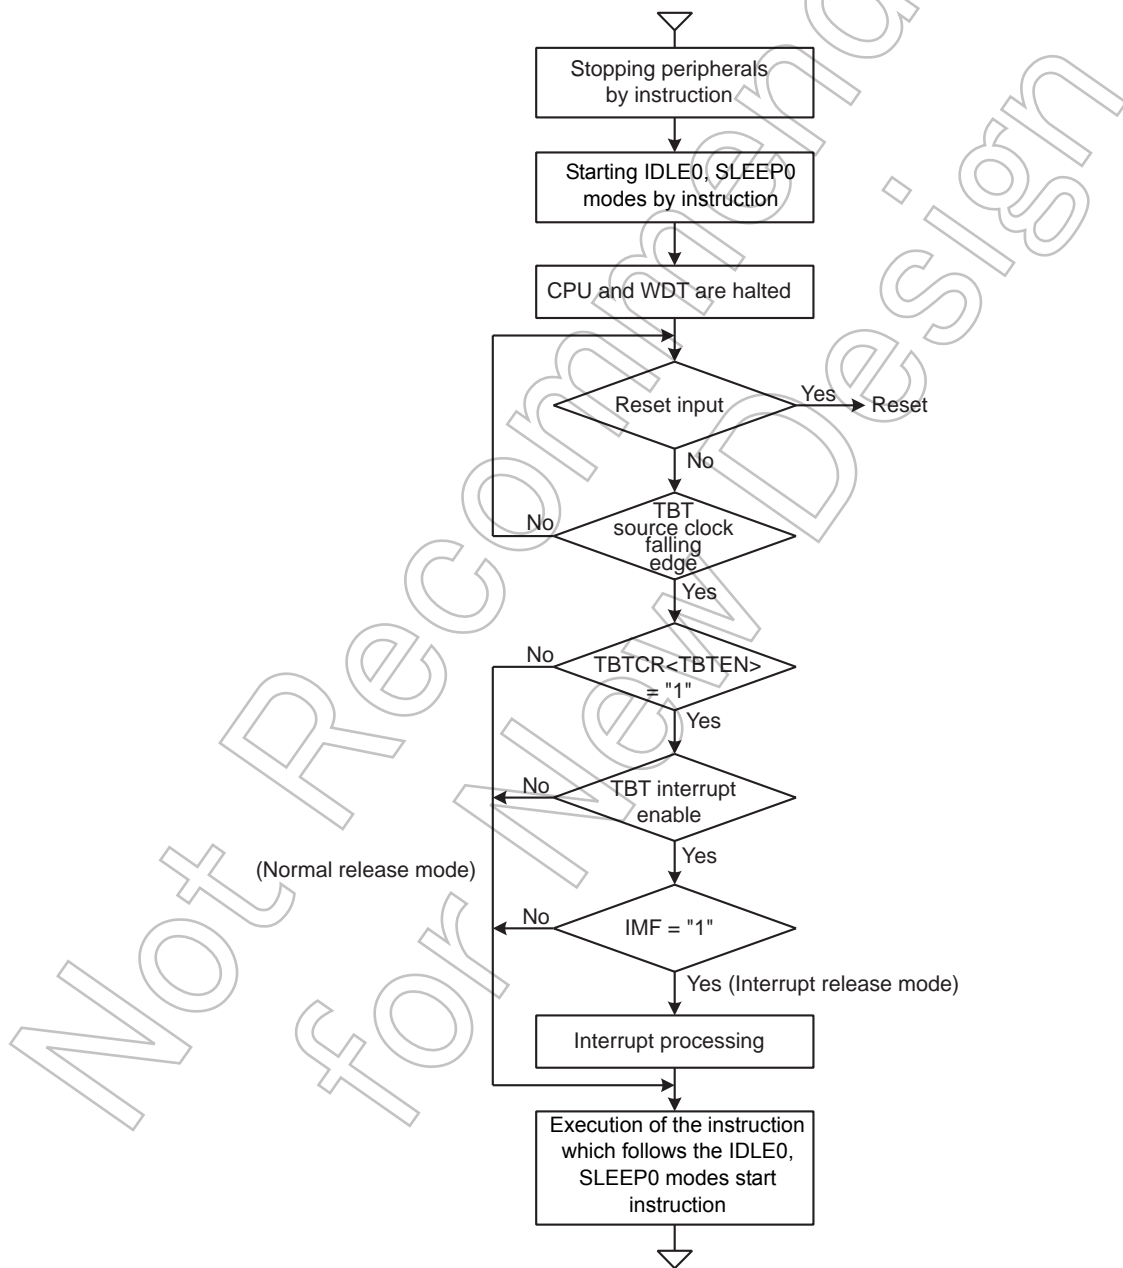 Stopping peripherals
by instruction
Starting IDLE0, SLEEP0
modes by instruction
CPU and WDT are halted
Reset input
Yes
Reset
No
No
TBT
source clock
falling
edge
Yes
No
TBTCR<TBTEN>
= "1"
Yes
No
TBT interrupt
enable
Yes
(Normal release mode)
No
IMF = "1"
Yes (Interrupt release mode)
Interrupt processing
Execution of the instruction
which follows the IDLE0,
SLEEP0 modes start
instruction
Not Recommend
for New Design